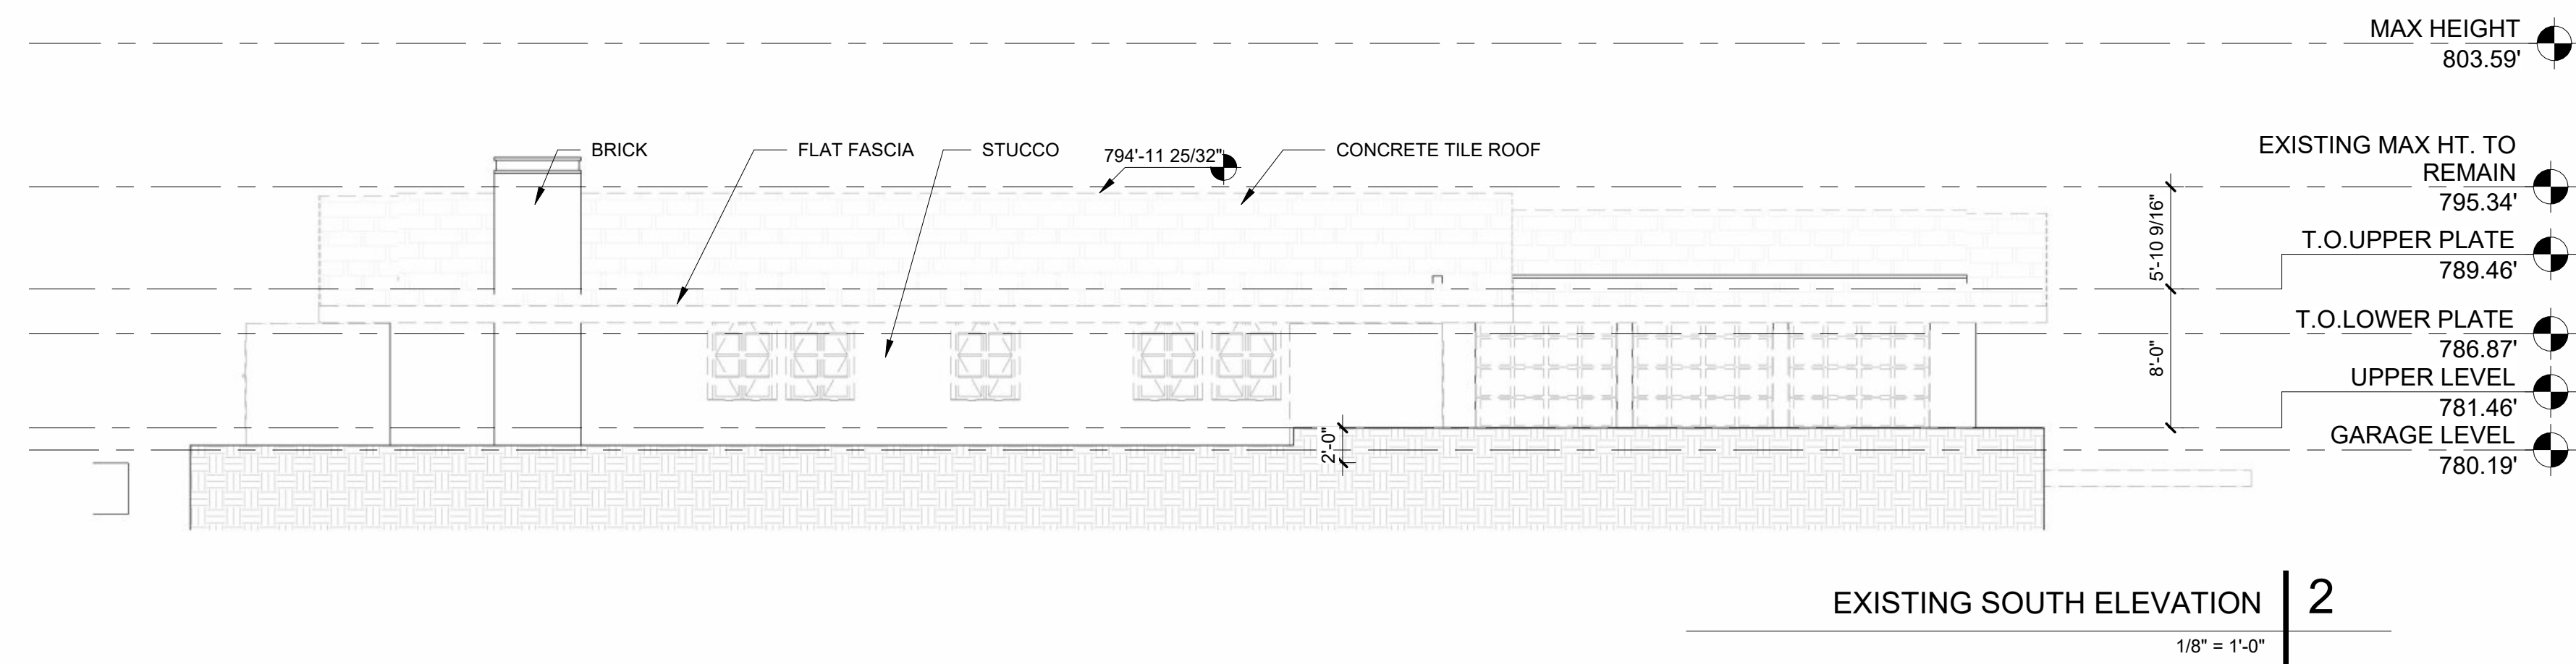 MAX HEIGHT
803.59'
BRICK
FLAT FASCIA
STUCCO
794'-11 25/32"
CONCRETE TILE ROOF
EXISTING MAX HT. TO
REMAIN
795.34'
5'-10 9/16"
T.O.UPPER PLATE
789.46'
T.O.LOWER PLATE
786.87'
8'-0"
UPPER LEVEL
781.46'
2'-0"
GARAGE LEVEL
780.19'
EXISTING SOUTH ELEVATION
2
1/8" = 1'-0"